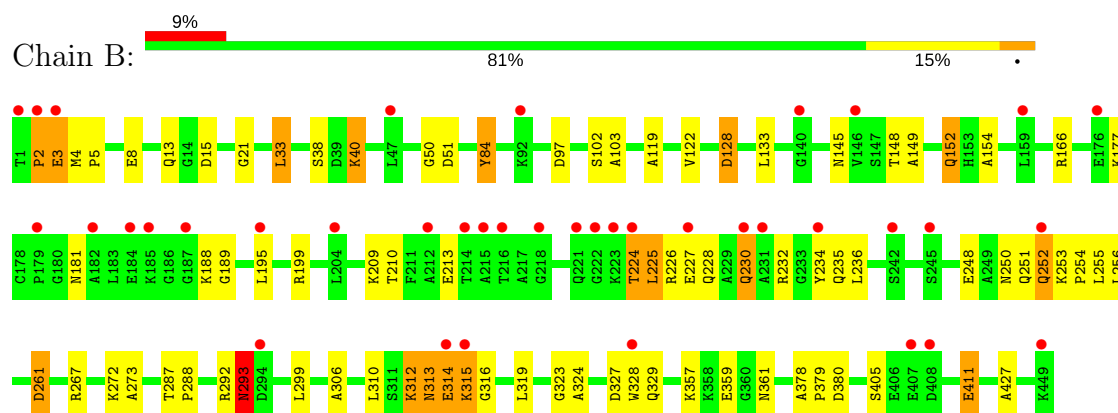 9%
Chain B:
81% 15% •
T1 P2 E3 M4 P5 E8 Q13 G14 D15 G21 L33 S38 D39 K40 L47 G50 D51 Y84 K92 D97 S102 A103 A119 V122 D128 L133 G140 N145 V146 S147 T148 A149 Q152 H153 A154 L159 R166 E176 K177
C178 P179 G180 N181 A182 L183 E184 K185 G186 G187 K188 G189 L195 R199 L204 K209 T210 F211 A212 E213 T214 A215 T216 A217 G218 Q221 G222 K223 T224 L225 R226 E227 Q228 A229 Q230 A231 R232 G233 Y234 Q235 L236 S242 S245 E248 A249 N250 Q251 Q252 K253 P254 L255 L256
D261 R267 K272 A273 T287 P288 R292 N293 D294 L299 A306 L310 S311 K312 N313 E314 K315 G316 L319 G323 A324 D327 W328 Q329 K357 K358 E359 G360 N361 A378 P379 D380 S405 E406 E407 D408 E411 A427 K449